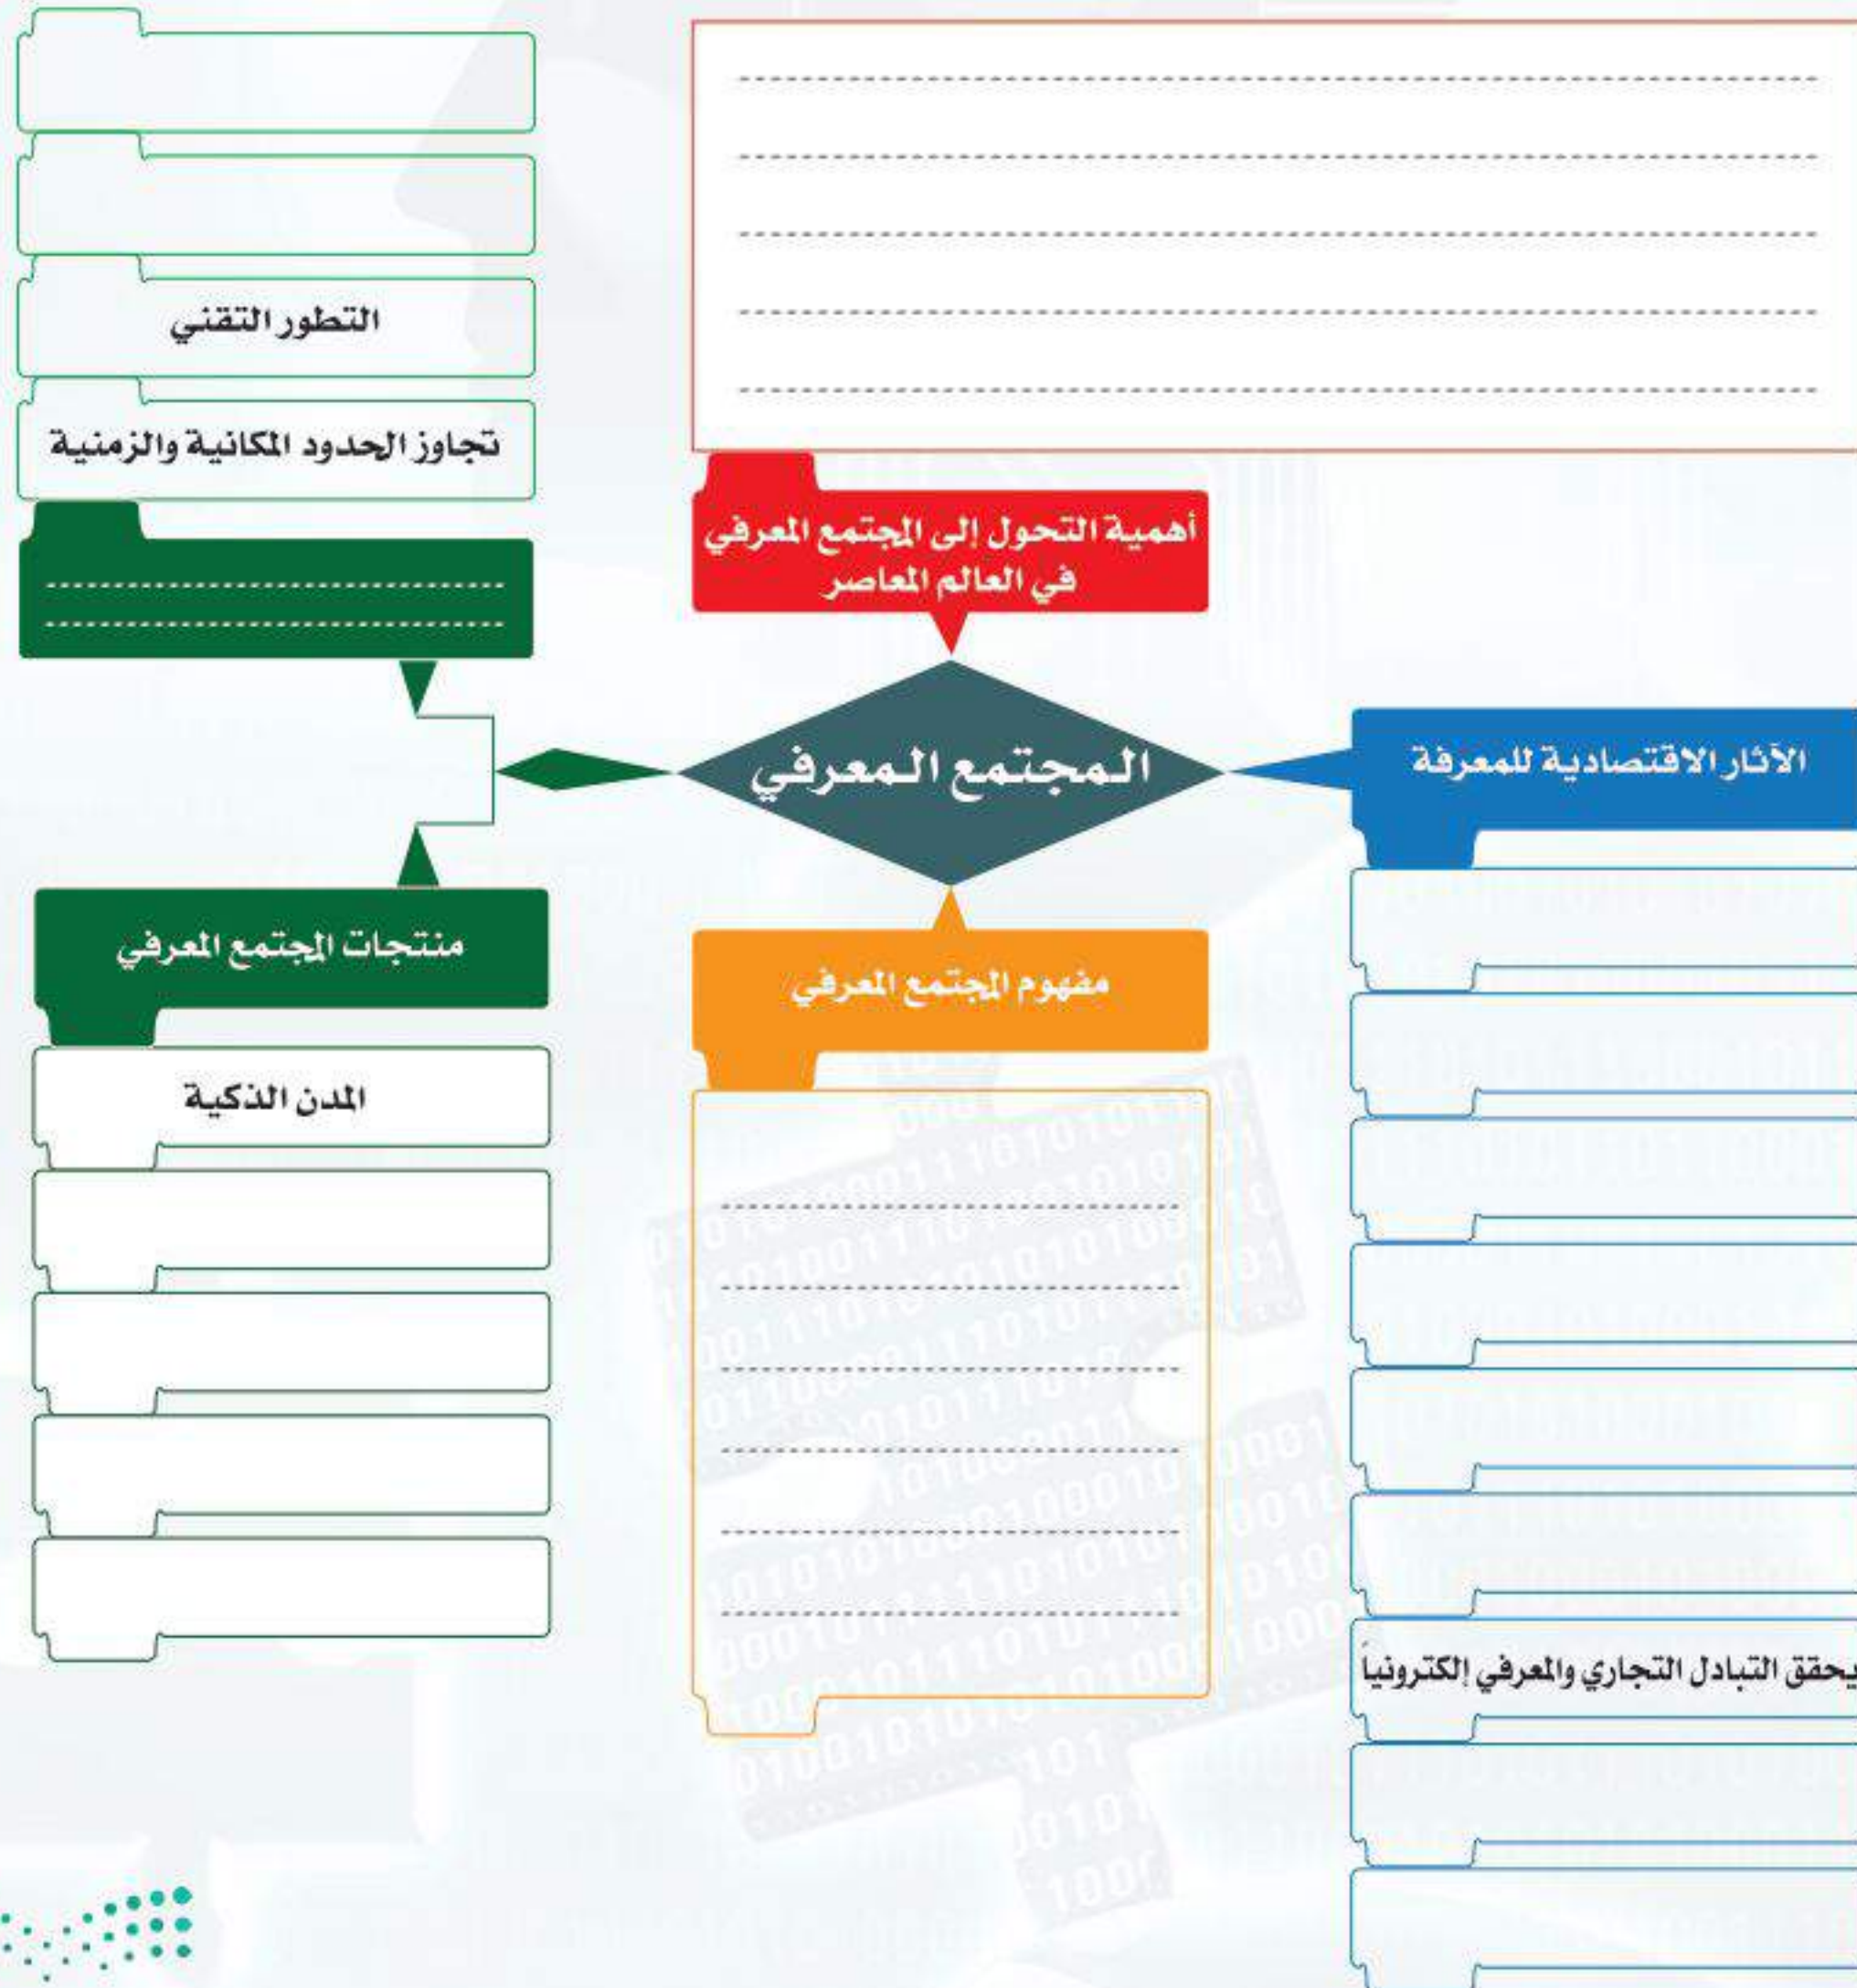 التطور التقني
تجاوز الحدود المكانية والزمنية
أهمية التحول إلى المجتمع المعرفي
في العالم المعاصر
الآثار الاقتصادية للمعرفة
المجتمع المعرفي
منتجات المجتمع المعرفي
مفهوم المجتمع المعرفي
المدن الذكية
يحقق التبادل التجاري والمعرفي إلكترونياً